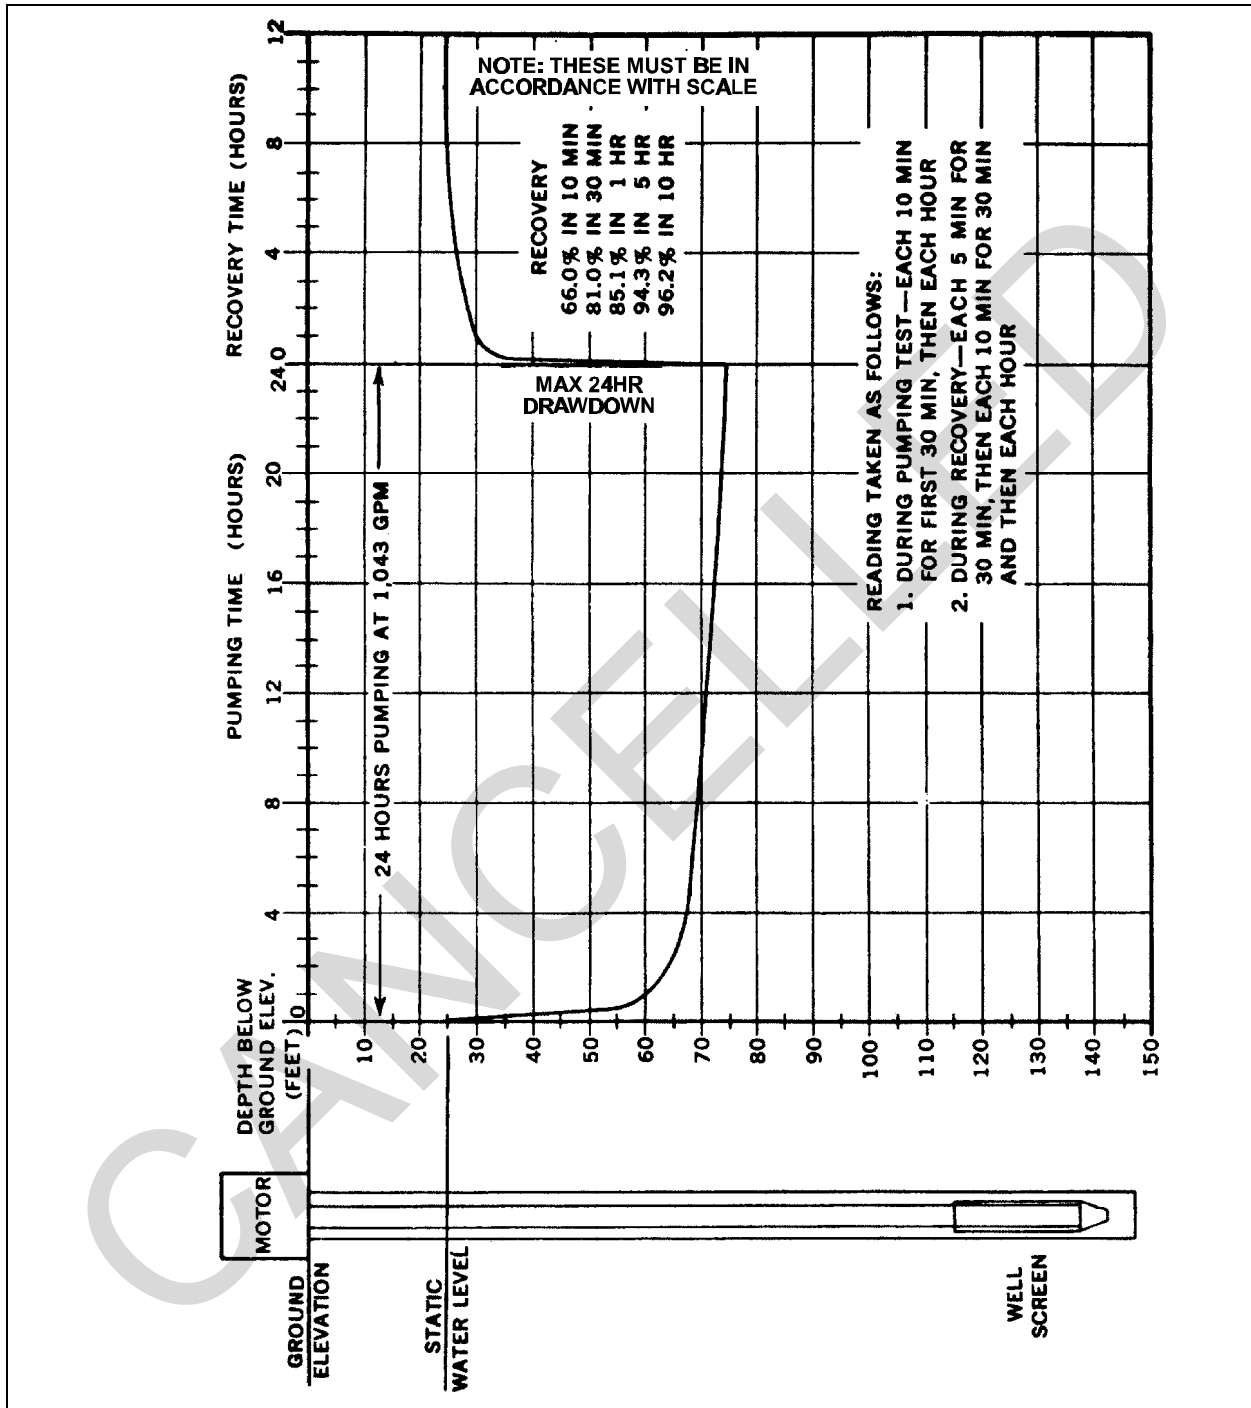 NOTE: THESE MUST BE IN
ACCORDANCE WITH SCALE
RECOVERY
66.0% IN 10 MIN
81.0% IN 30 MIN
85.1% IN 1 HR
94.3% IN 5 HR
96.2% IN 10 HR
RECOVERY TIME (HOURS)
0
4
8
12
MAX 24HR
DRAWDOWN
PUMPING TIME (HOURS)
0
4
8
12
16
20
24
24 HOURS PUMPING AT 1,043 GPM
READING TAKEN AS FOLLOWS:
1. DURING PUMPING TEST—EACH 10 MIN
FOR FIRST 30 MIN, THEN EACH HOUR
2. DURING RECOVERY—EACH 5 MIN FOR
30 MIN, THEN EACH 10 MIN FOR 30 MIN
AND THEN EACH HOUR
DEPTH BELOW
GROUND ELEV.
(FEET)
10
20
30
40
50
60
70
80
90
100
110
120
130
140
150
MOTOR
GROUND
ELEVATION
STATIC
WATER LEVEL
WELL
SCREEN
CANCELLED